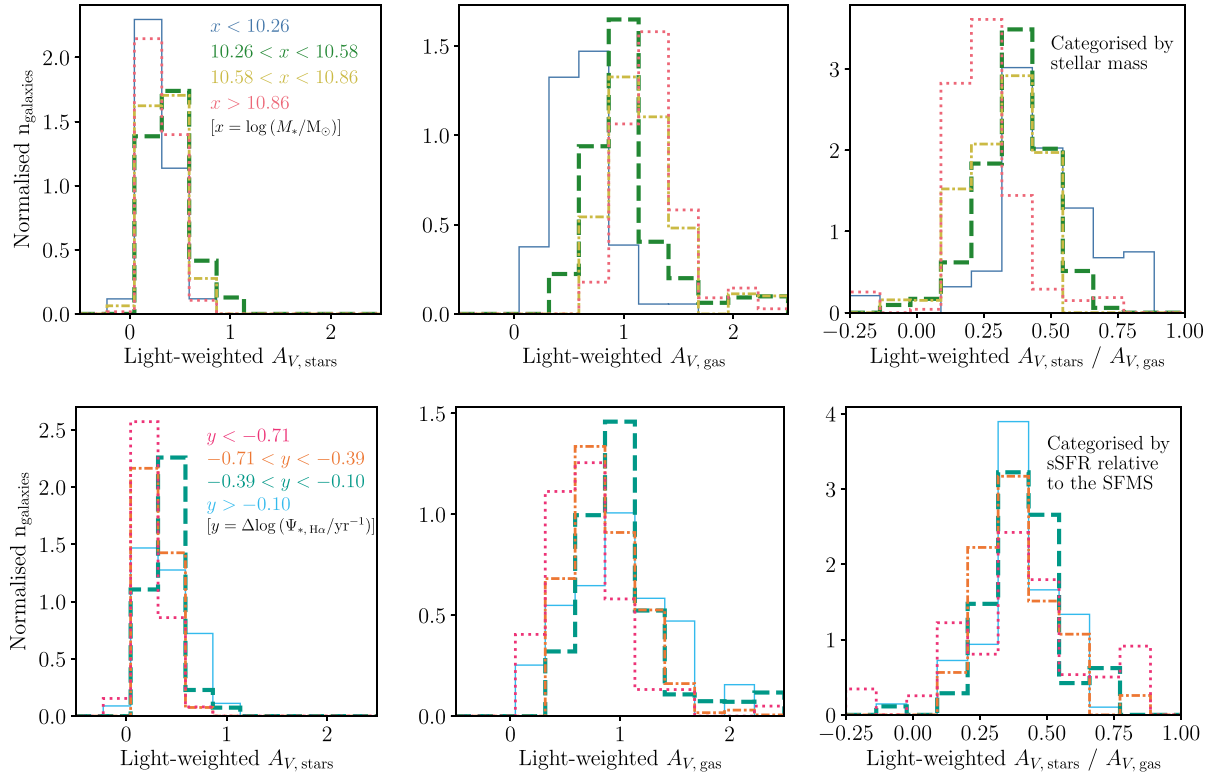 Normalised n_galaxies
2.0
1.5
1.0
0.5
0.0
x < 10.26
10.26 < x < 10.58
10.58 < x < 10.86
x > 10.86
[x = log (M_*/M_⊙)]
0
1
2
Light-weighted A_V, stars
1.5
1.0
0.5
0.0
0
1
2
Light-weighted A_V, gas
3
2
1
0
Categorised by
stellar mass
−0.25
0.00
0.25
0.50
0.75
1.00
Light-weighted A_V, stars / A_V, gas
Normalised n_galaxies
2.5
2.0
1.5
1.0
0.5
0.0
y < −0.71
−0.71 < y < −0.39
−0.39 < y < −0.10
y > −0.10
[y = Δlog (Ψ_*, Hα/yr⁻¹)]
0
1
2
Light-weighted A_V, stars
1.5
1.0
0.5
0.0
0
1
2
Light-weighted A_V, gas
4
3
2
1
0
Categorised by
sSFR relative
to the SFMS
−0.25
0.00
0.25
0.50
0.75
1.00
Light-weighted A_V, stars / A_V, gas